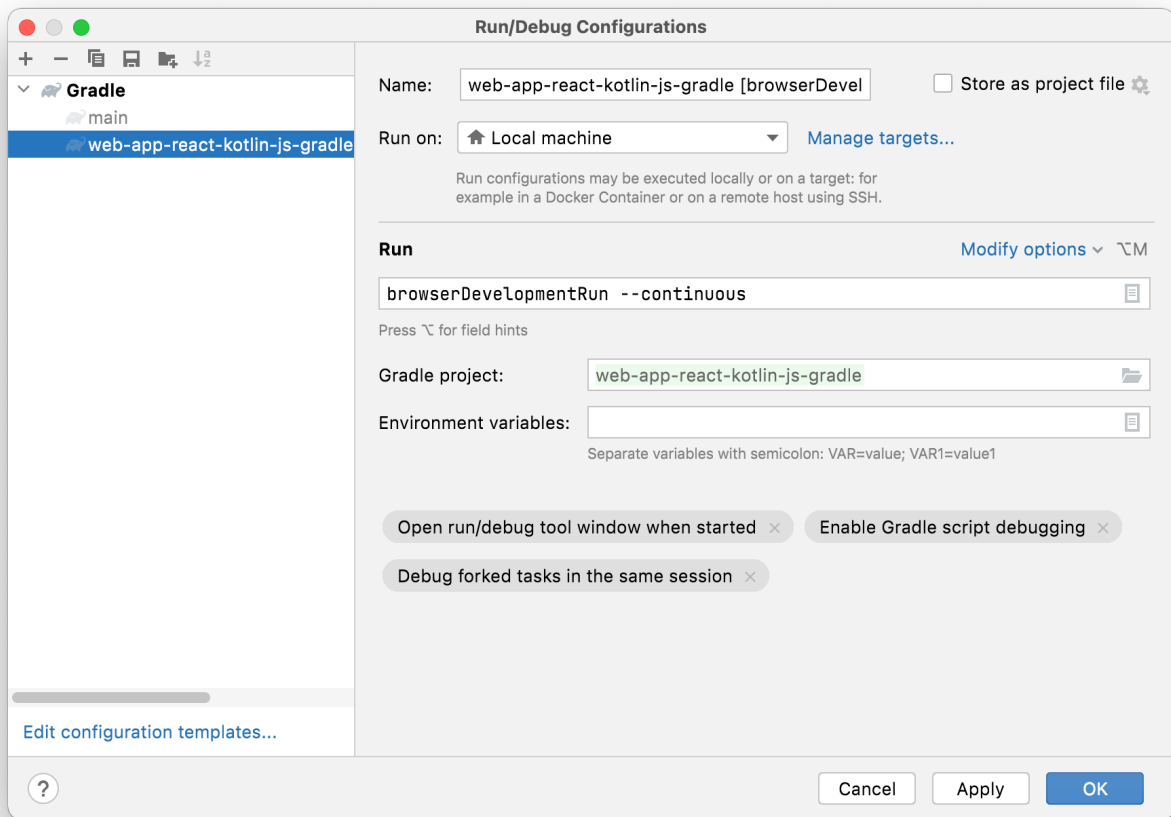 Run/Debug Configurations
Gradle
main
web-app-react-kotlin-js-gradle
Edit configuration templates...
Name: web-app-react-kotlin-js-gradle [browserDevel
Store as project file
Run on: Local machine Manage targets...
Run configurations may be executed locally or on a target: for
example in a Docker Container or on a remote host using SSH.
Run Modify options ⌥M
browserDevelopmentRun --continuous
Press ⌥ for field hints
Gradle project: web-app-react-kotlin-js-gradle
Environment variables:
Separate variables with semicolon: VAR=value; VAR1=value1
Open run/debug tool window when started × Enable Gradle script debugging ×
Debug forked tasks in the same session ×
? Cancel Apply OK